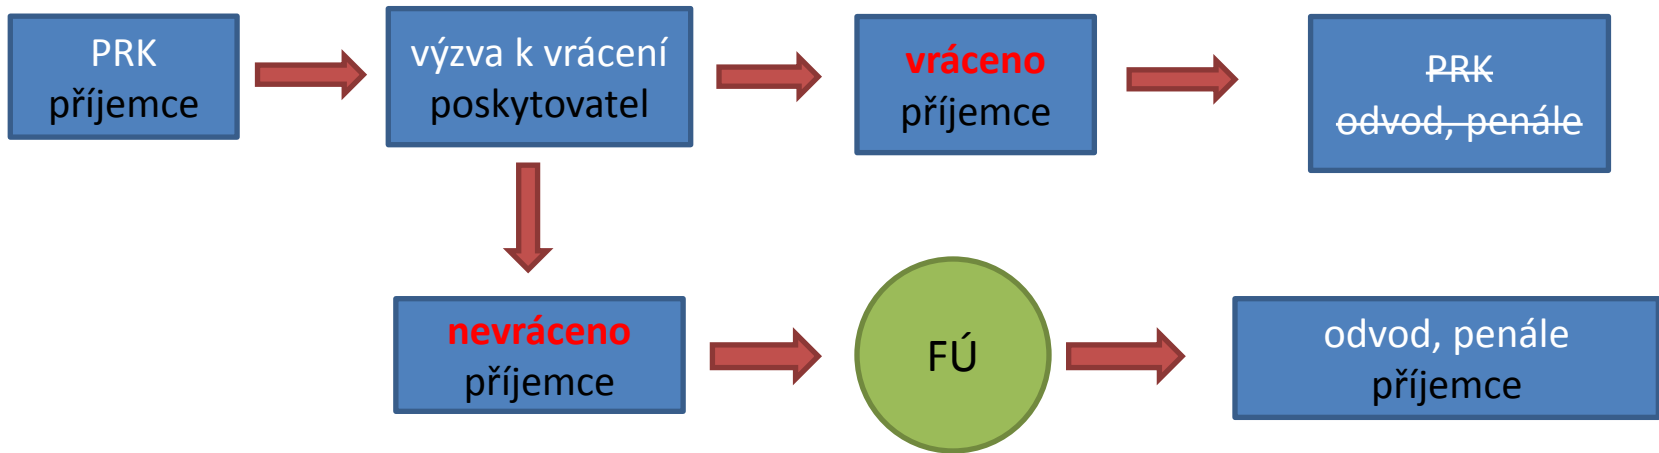 PRK
příjemce
výzva k vrácení
poskytovatel
vráceno
příjemce
PRK
odvod, penále
nevráceno
příjemce
FÚ
odvod, penále
příjemce